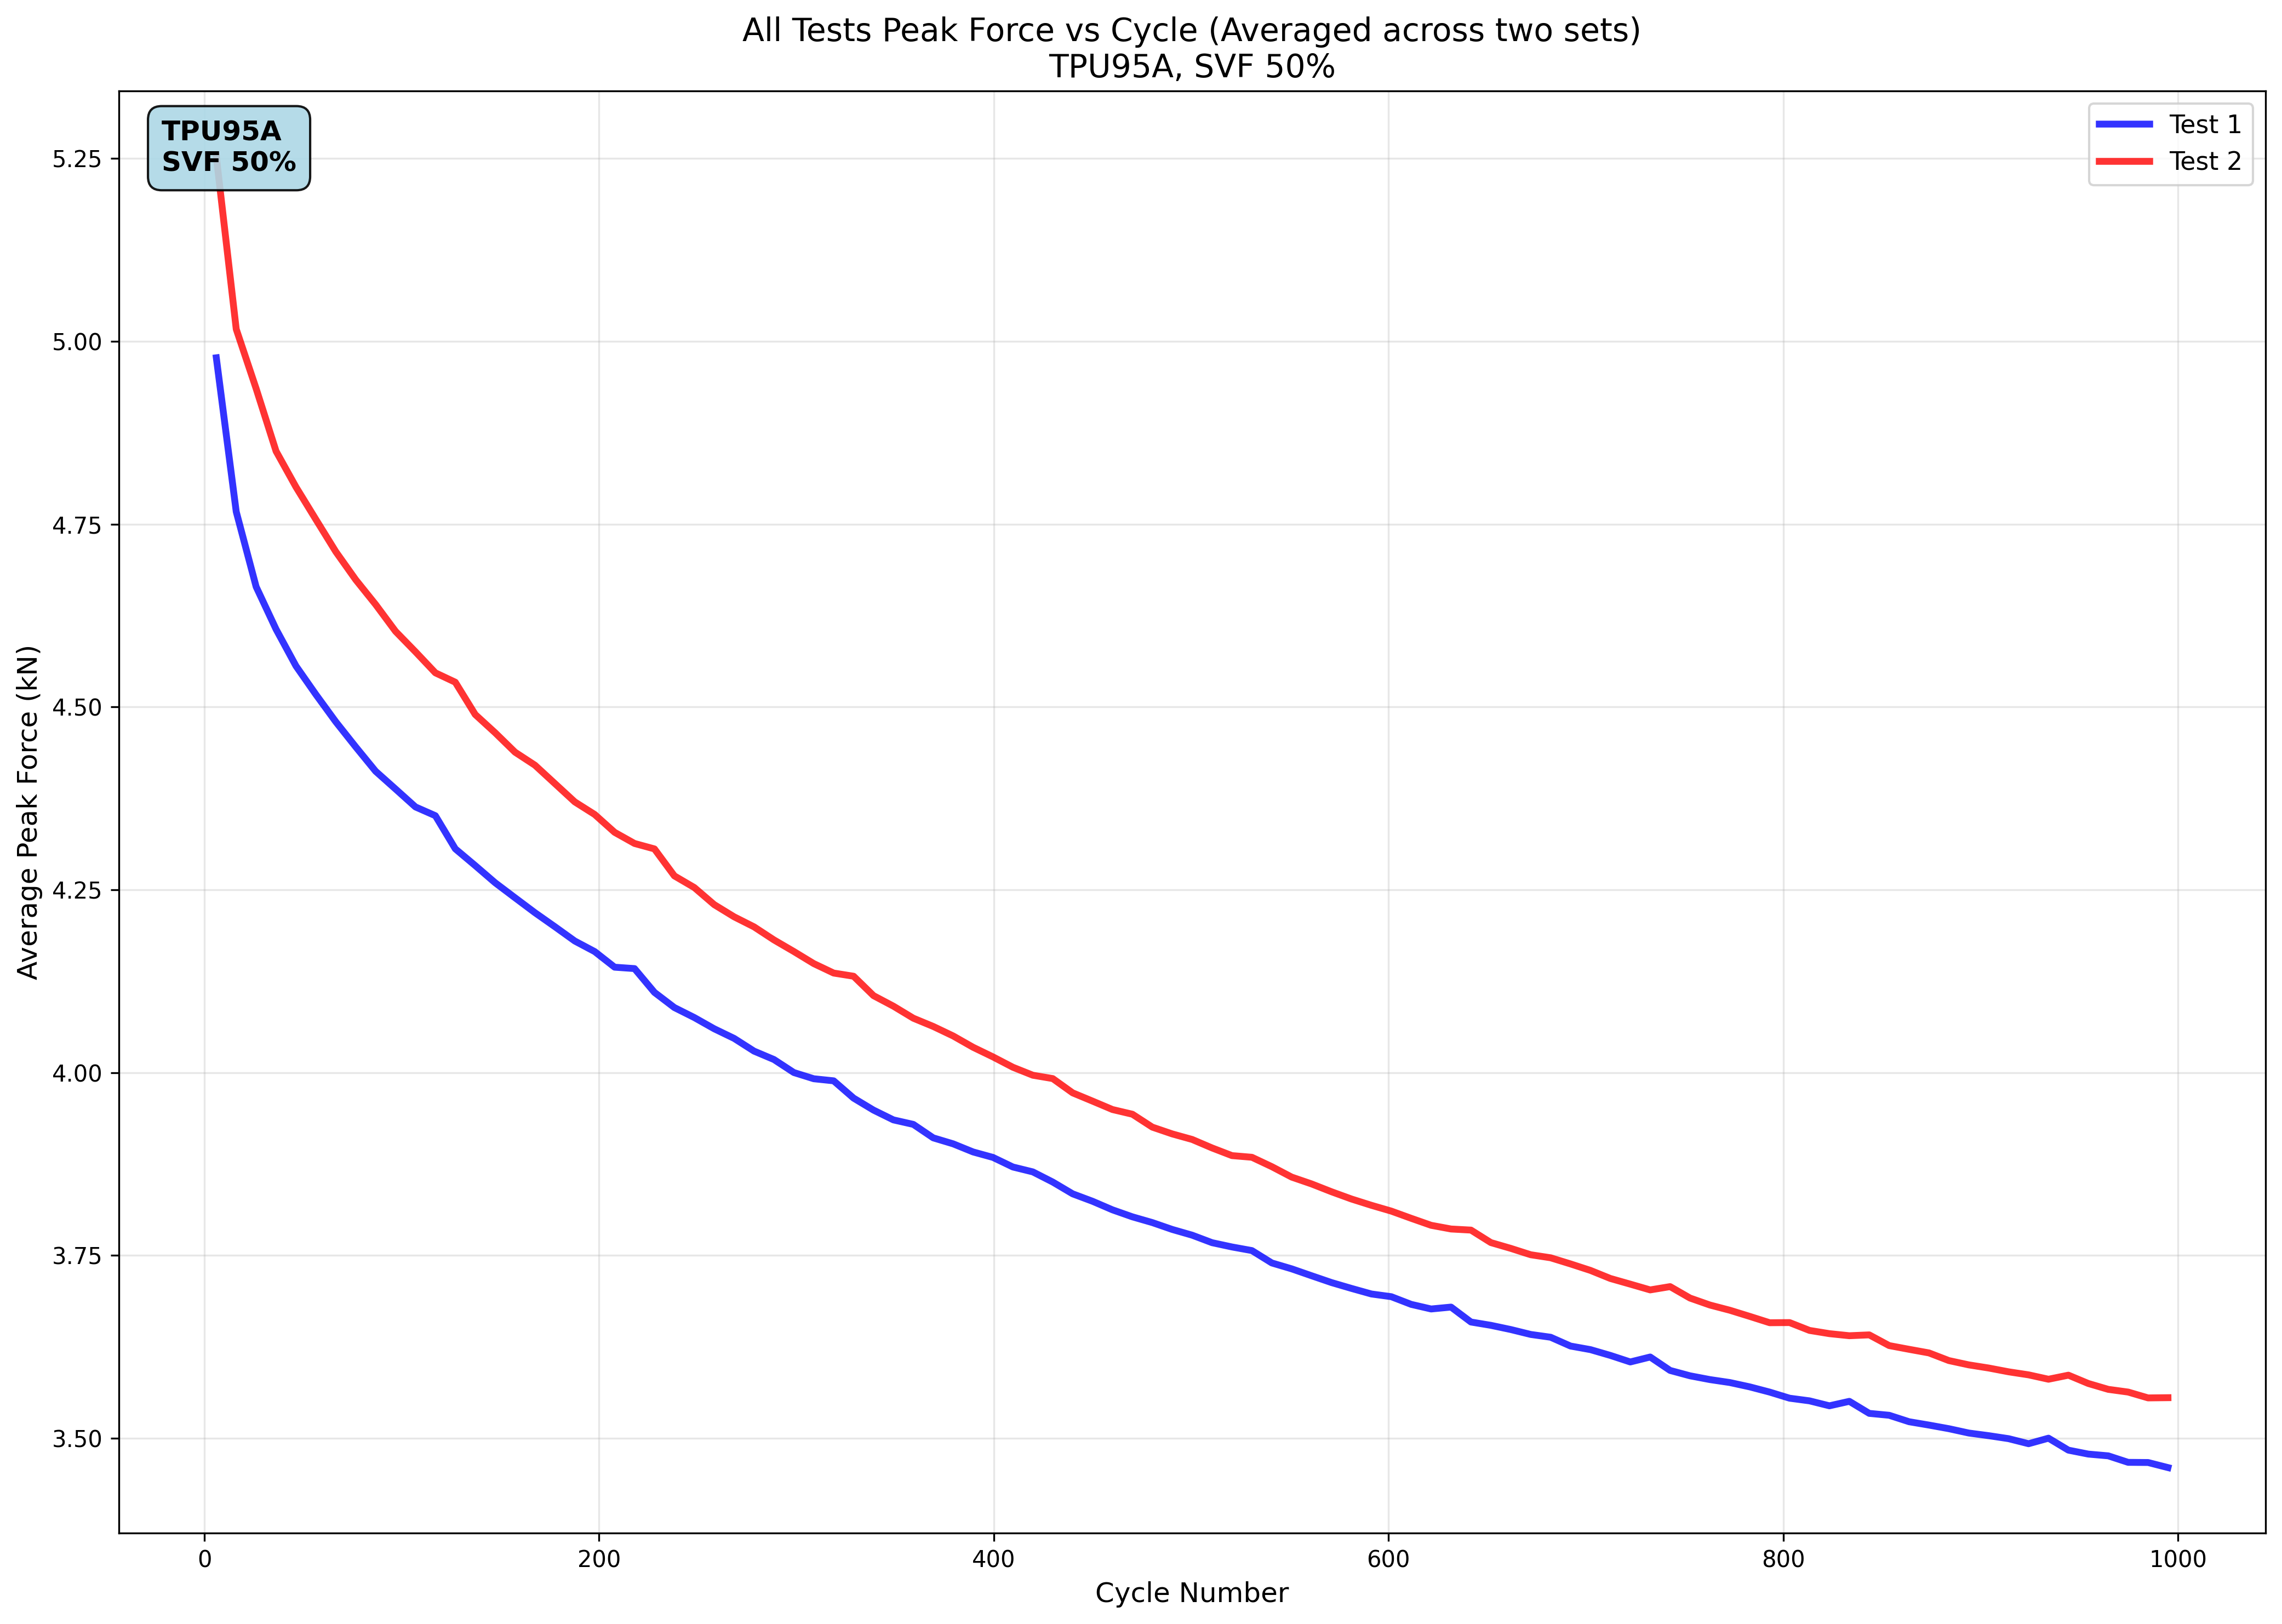 All Tests Peak Force vs Cycle (Averaged across two sets)
TPU95A, SVF 50%
TPU95A
SVF 50%
Test 1
Test 2
5.25
5.00
4.75
4.50
4.25
4.00
3.75
3.50
Average Peak Force (kN)
0
200
400
600
800
1000
Cycle Number